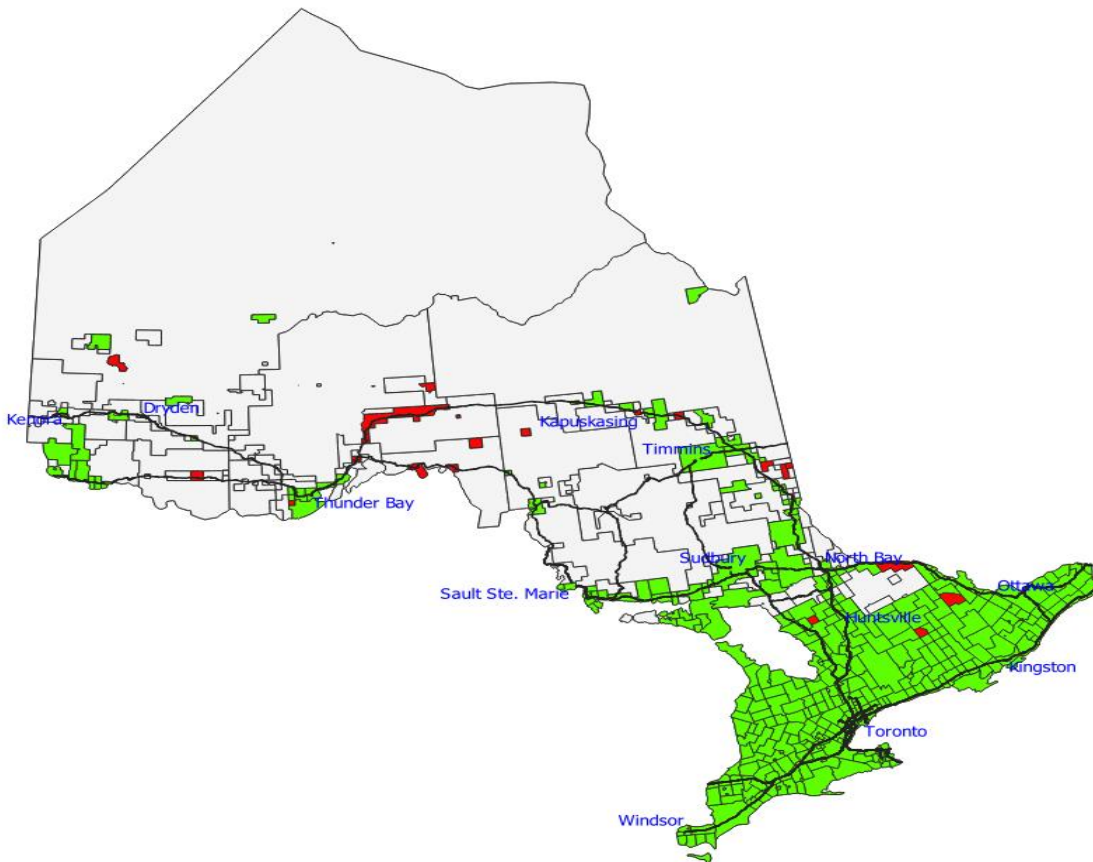 Dryden
Kenora
Kapuskasing
Timmins
Thunder Bay
Sudbury
North Bay
Sault Ste. Marie
Ottawa
Huntsville
Kingston
Toronto
Windsor